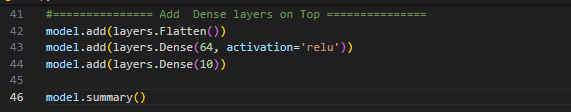 41 #=============== Add  Dense layers on Top ===============
42 model.add(layers.Flatten())
43 model.add(layers.Dense(64, activation='relu'))
44 model.add(layers.Dense(10))
45
46 model.summary()